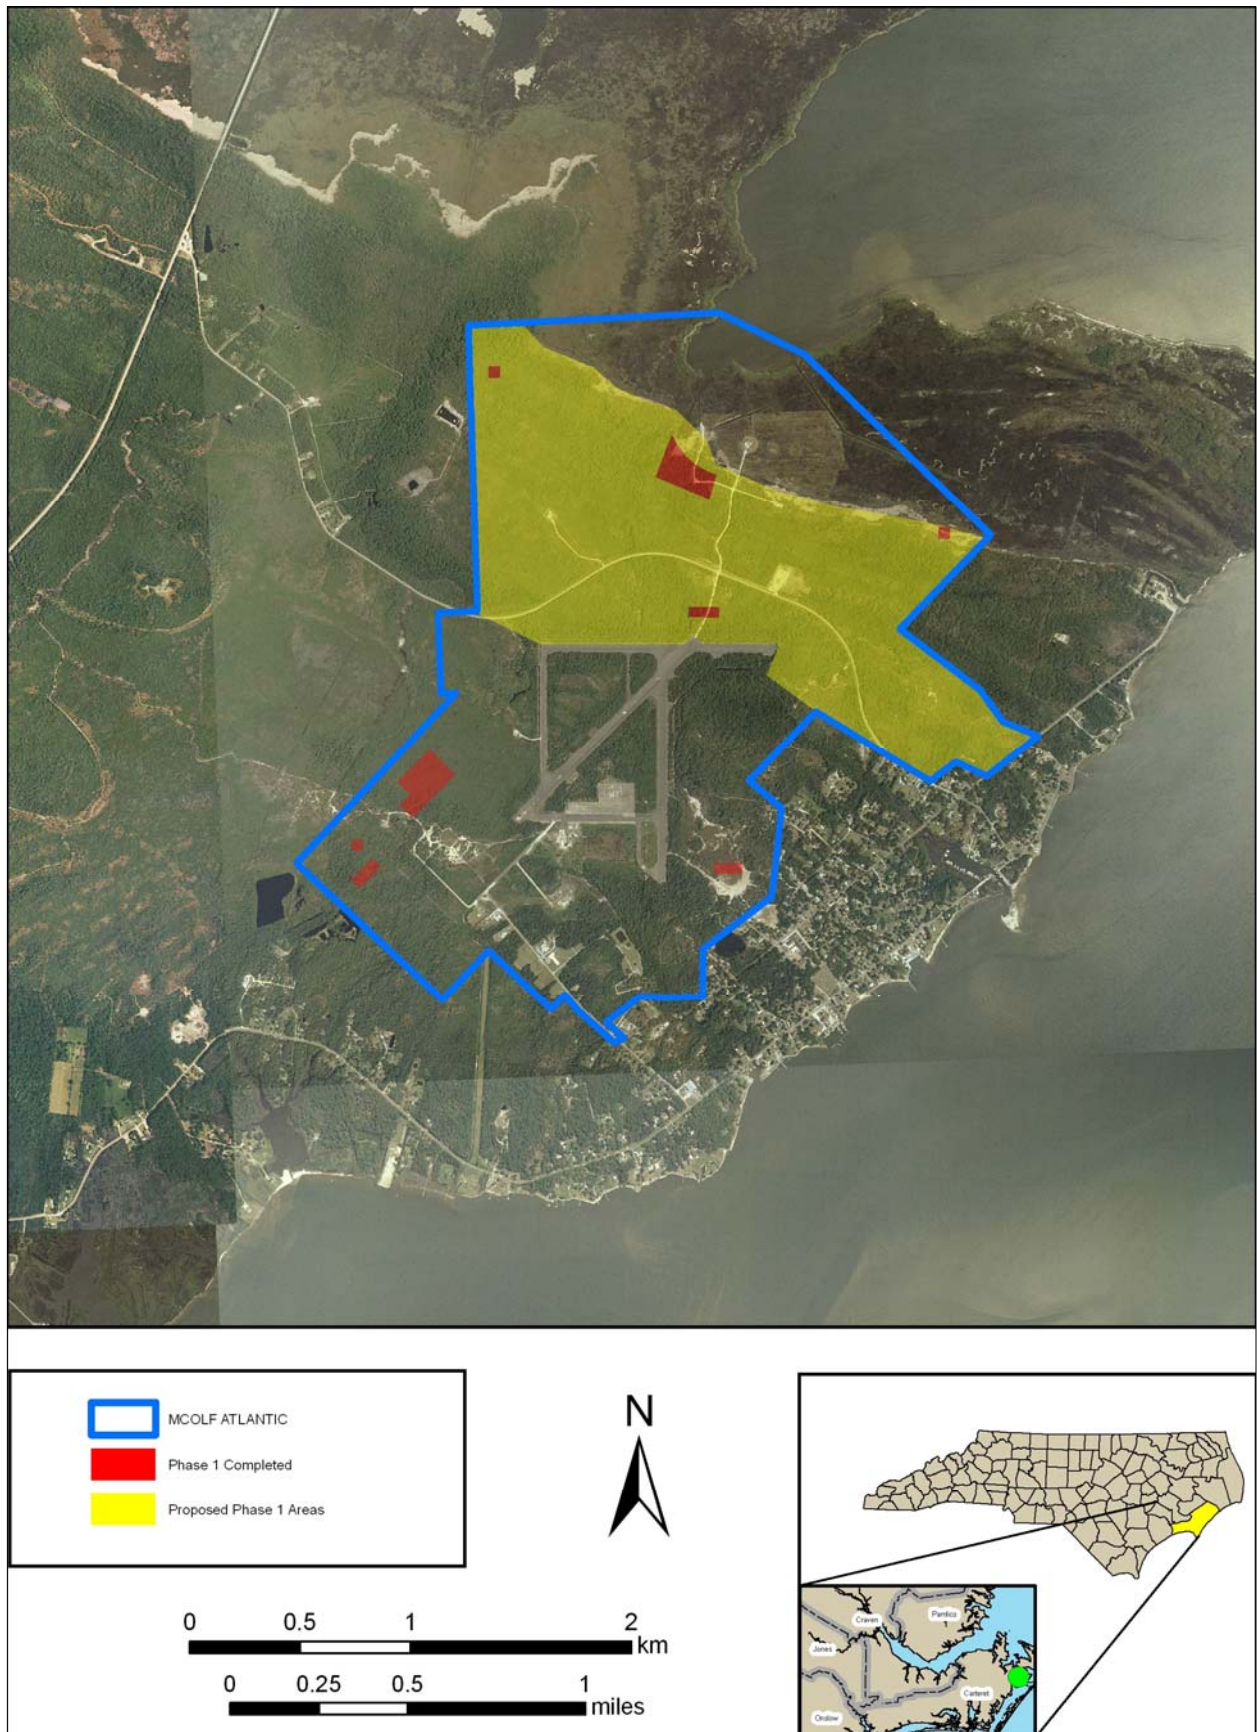 MCOLF ATLANTIC
Phase 1 Completed
Proposed Phase 1 Areas
N
0 0.5 1 2
km
0 0.25 0.5 1
miles
Craven
Pamlico
Jones
Carteret
Onslow